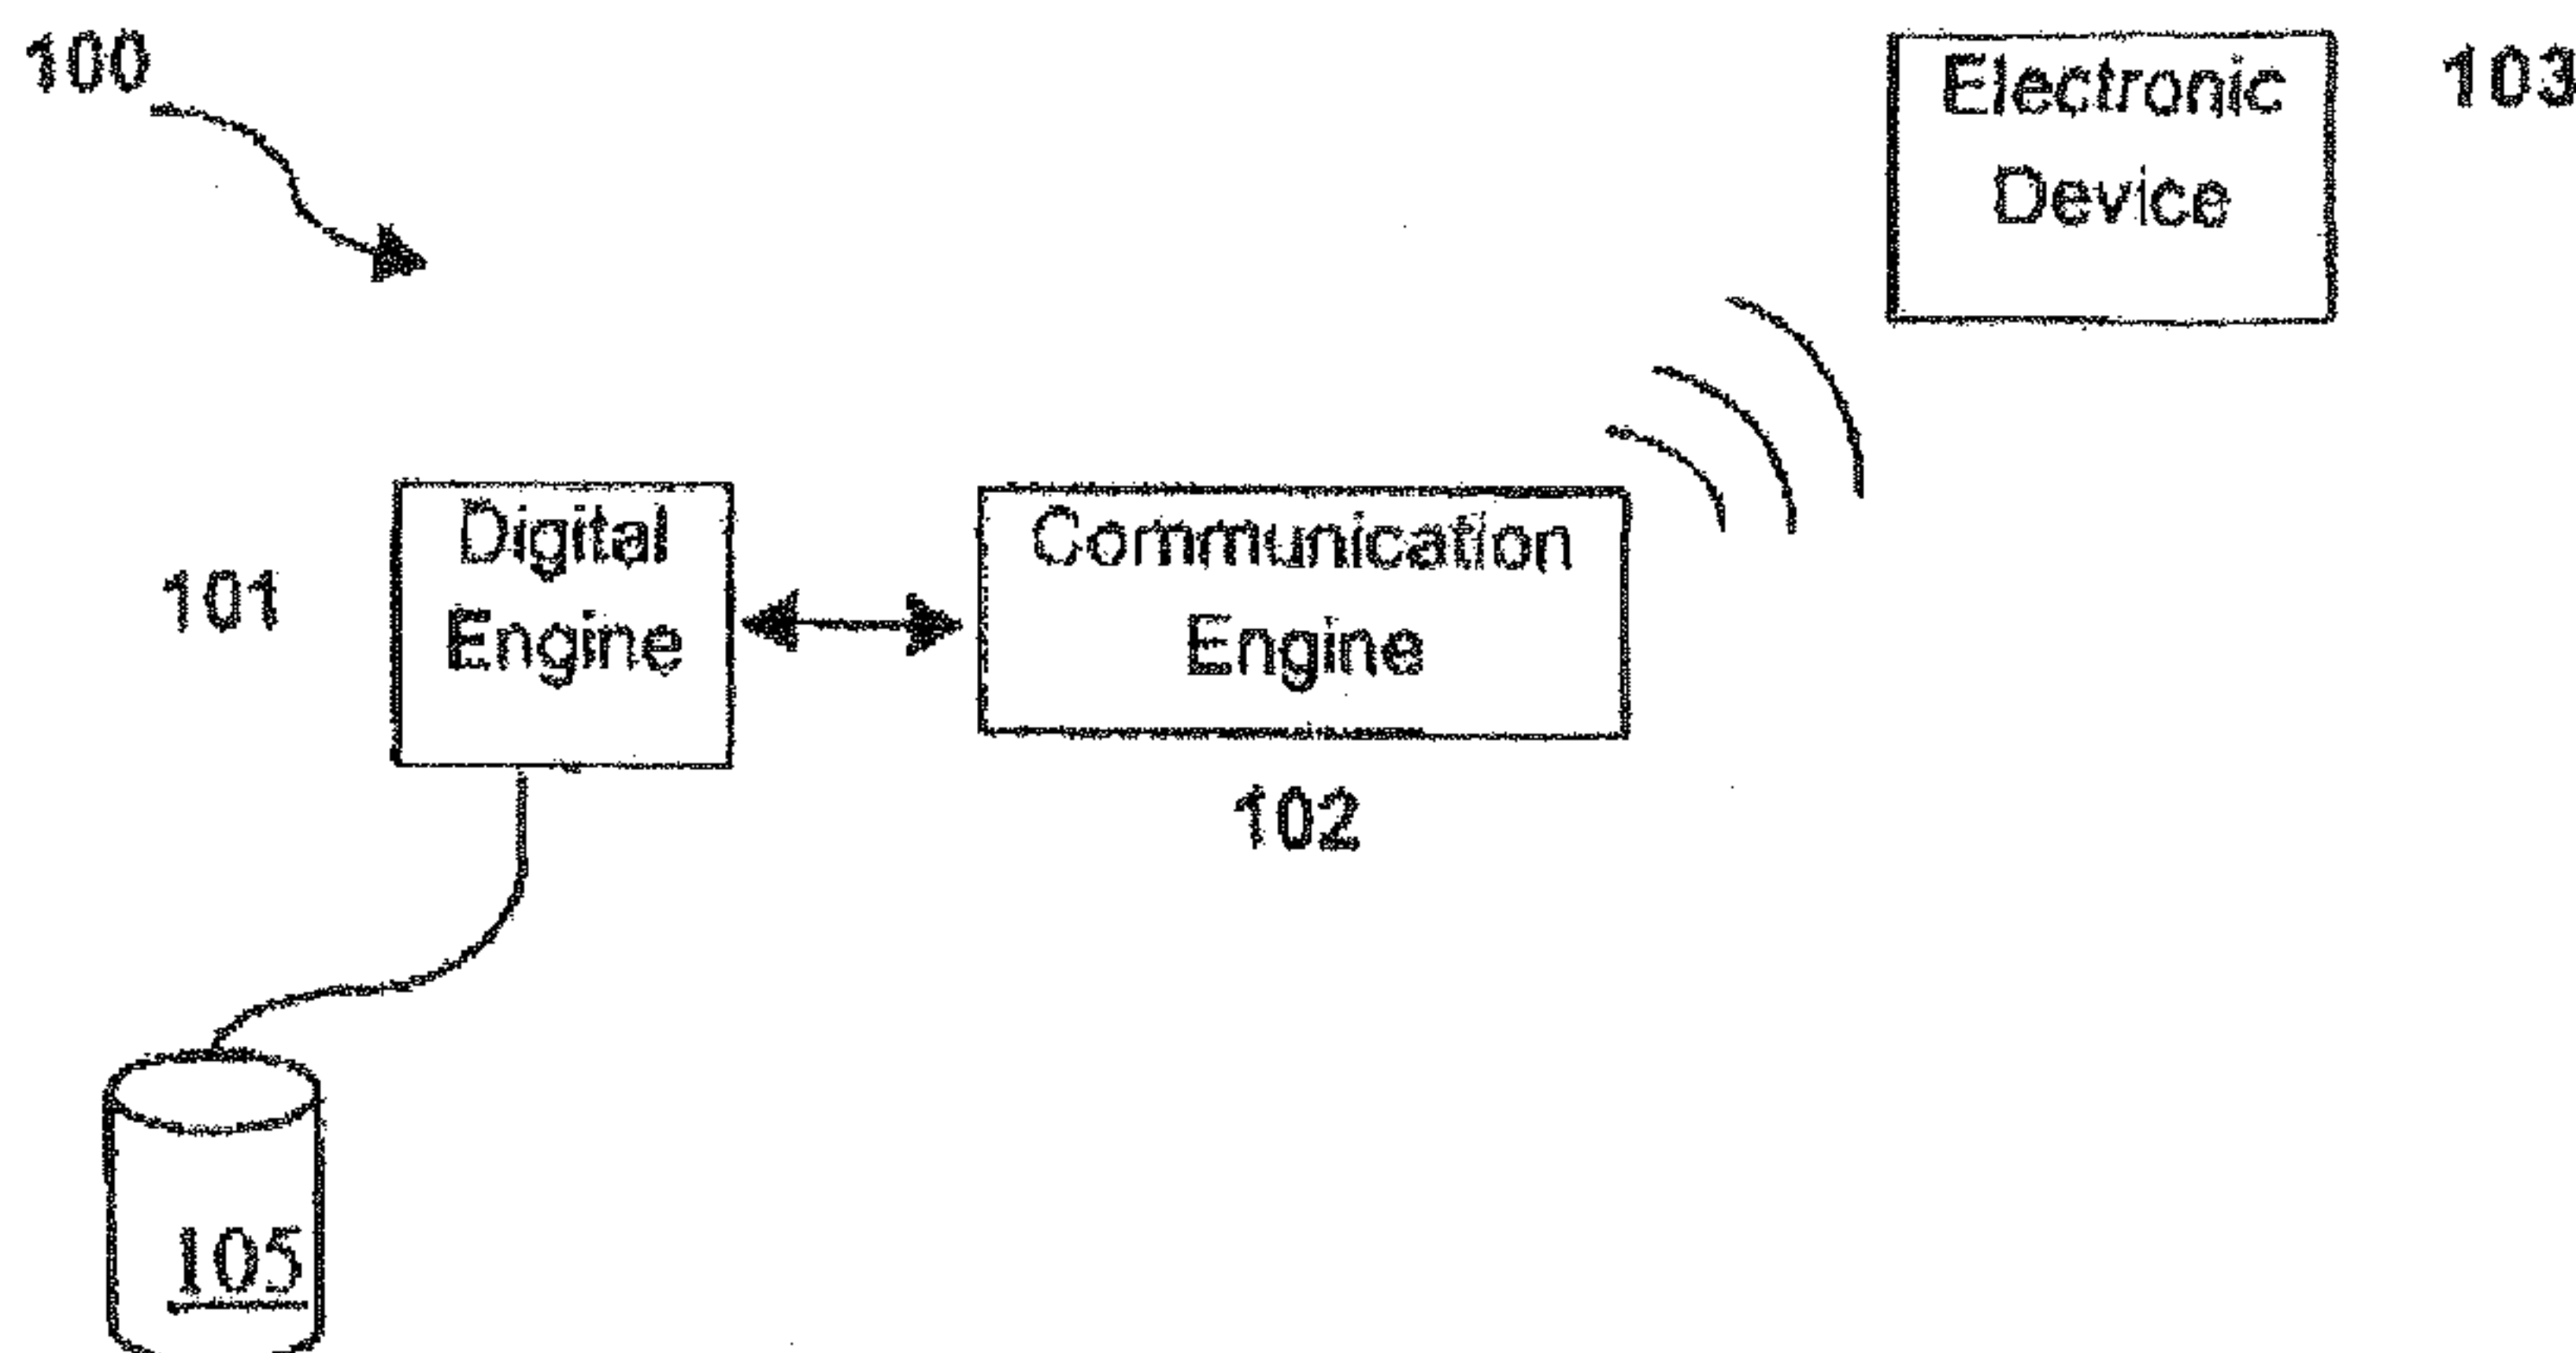 100
Electronic
Device
103
101
Digital
Engine
Communication
Engine
102
105